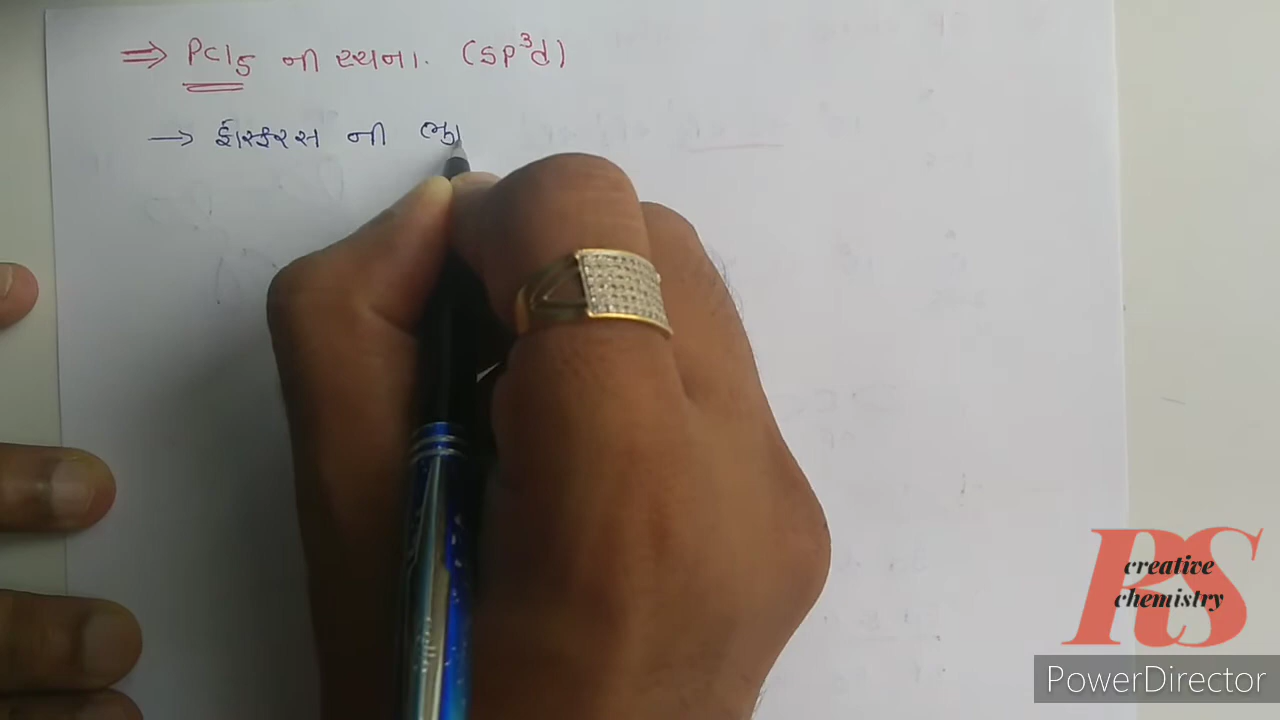 ⇒ PCl₅ ની રચના. (sp³d)
→ ફોસ્ફરસ ની ભૂ
RS
creative
chemistry
PowerDirector